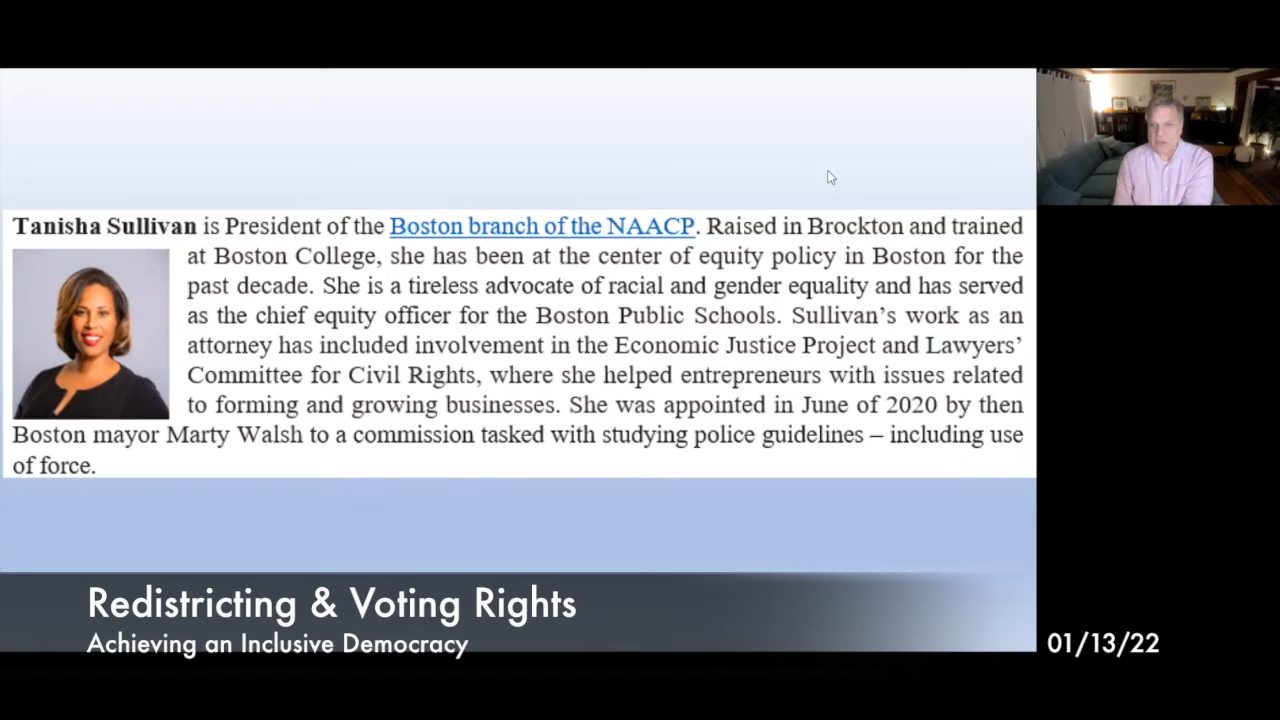 Tanisha Sullivan is President of the Boston branch of the NAACP. Raised in Brockton and trained
at Boston College, she has been at the center of equity policy in Boston for the
past decade. She is a tireless advocate of racial and gender equality and has served
as the chief equity officer for the Boston Public Schools. Sullivan’s work as an
attorney has included involvement in the Economic Justice Project and Lawyers’
Committee for Civil Rights, where she helped entrepreneurs with issues related
to forming and growing businesses. She was appointed in June of 2020 by then
Boston mayor Marty Walsh to a commission tasked with studying police guidelines – including use
of force.
Redistricting & Voting Rights
Achieving an Inclusive Democracy
01/13/22